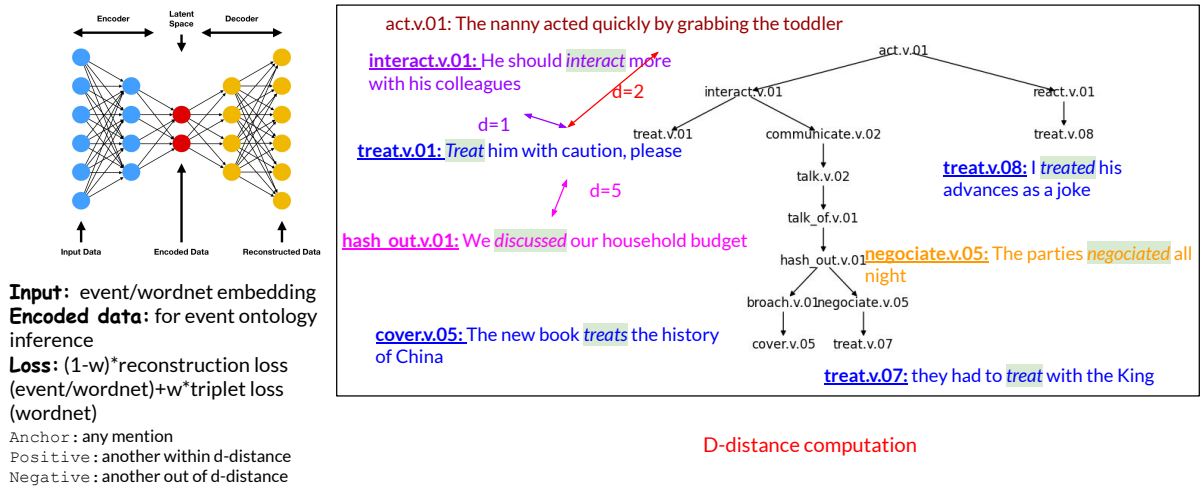 Encoder
Latent
Space
Decoder
Input Data
Encoded Data
Reconstructed Data
Input: event/wordnet embedding
Encoded data: for event ontology
inference
Loss: (1-w)*reconstruction loss
(event/wordnet)+w*triplet loss
(wordnet)
Anchor: any mention
Positive: another within d-distance
Negative: another out of d-distance
act.v.01: The nanny acted quickly by grabbing the toddler
interact.v.01: He should interact more
with his colleagues
d=2
d=1
treat.v.01: Treat him with caution, please
d=5
hash_out.v.01: We discussed our household budget
cover.v.05: The new book treats the history
of China
act.v.01
interact.v.01
react.v.01
treat.v.01
communicate.v.02
treat.v.08
talk.v.02
treat.v.08: I treated his
advances as a joke
talk_of.v.01
hash_out.v.01
negociate.v.05: The parties negociated all
night
broach.v.01
negociate.v.05
cover.v.05
treat.v.07
treat.v.07: they had to treat with the King
D-distance computation